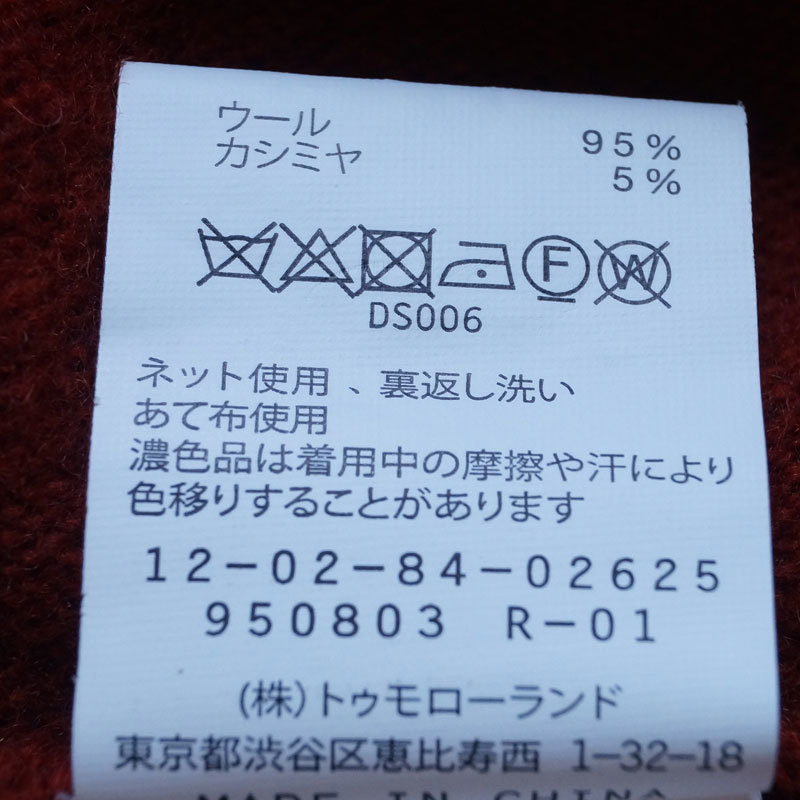 ウール 95%
カシミヤ 5%
F W
DS006
ネット使用、裏返し洗い
あて布使用
濃色品は着用中の摩擦や汗により
色移りすることがあります
12-02-84-02625
950803 R-01
(株)トゥモローランド
東京都渋谷区恵比寿西 1-32-18
MADE IN CHINA